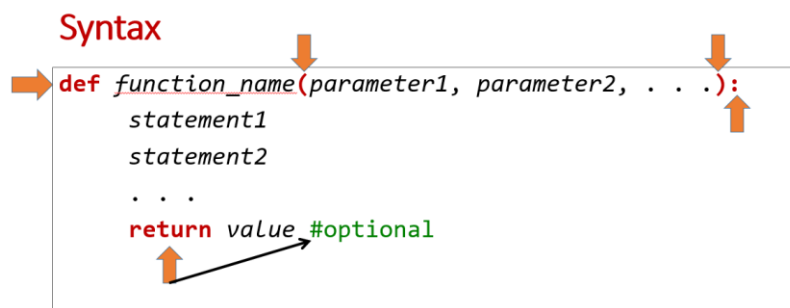 Syntax
def function_name(parameter1, parameter2, . . .):
statement1
statement2
. . .
return value #optional